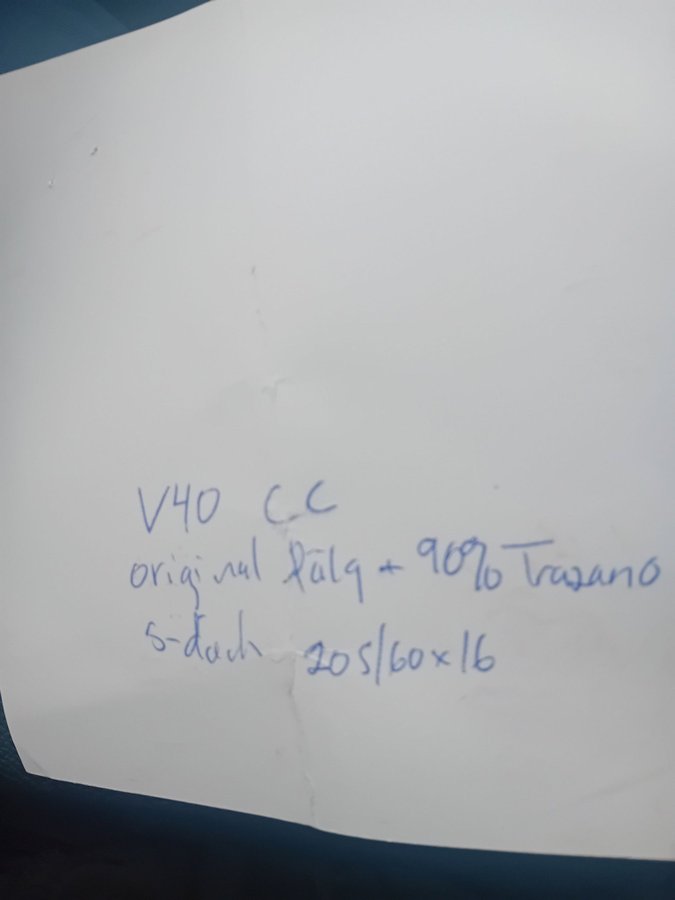 V40 CC
original fälg + 90% Trazano
s-däck 205/60x16